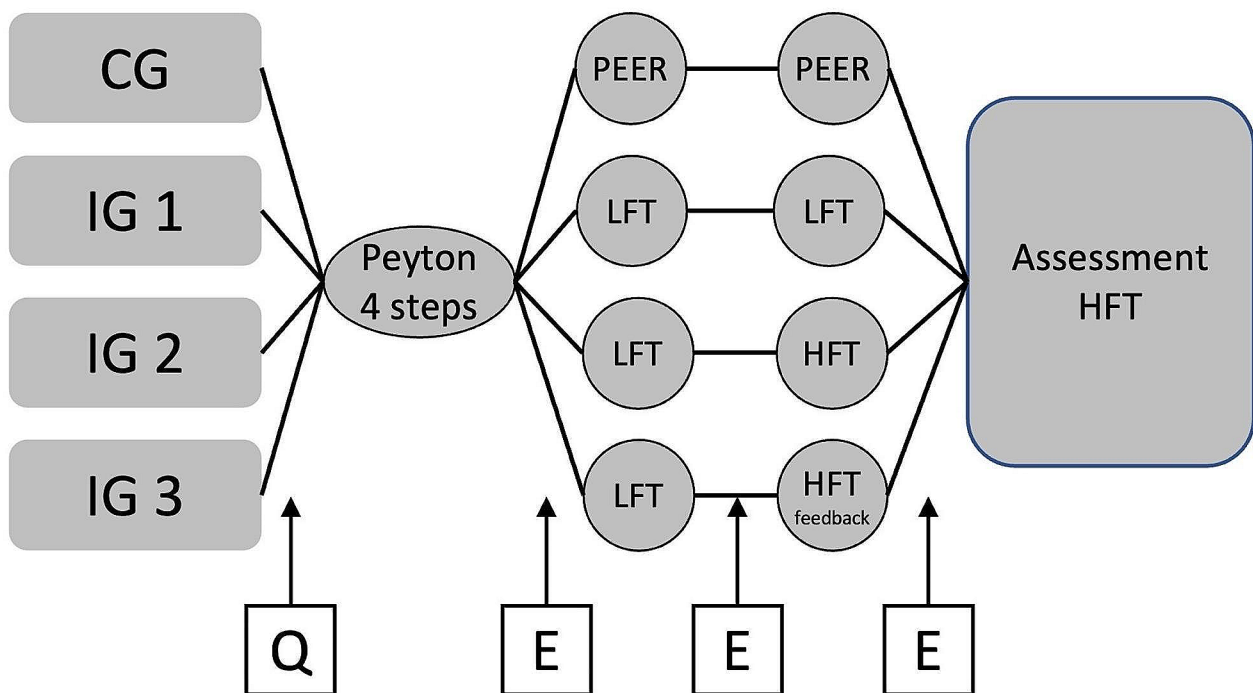 CG
IG 1
IG 2
IG 3
Peyton
4 steps
PEER
PEER
LFT
LFT
LFT
HFT
LFT
HFT
feedback
Assessment
HFT
Q
E
E
E